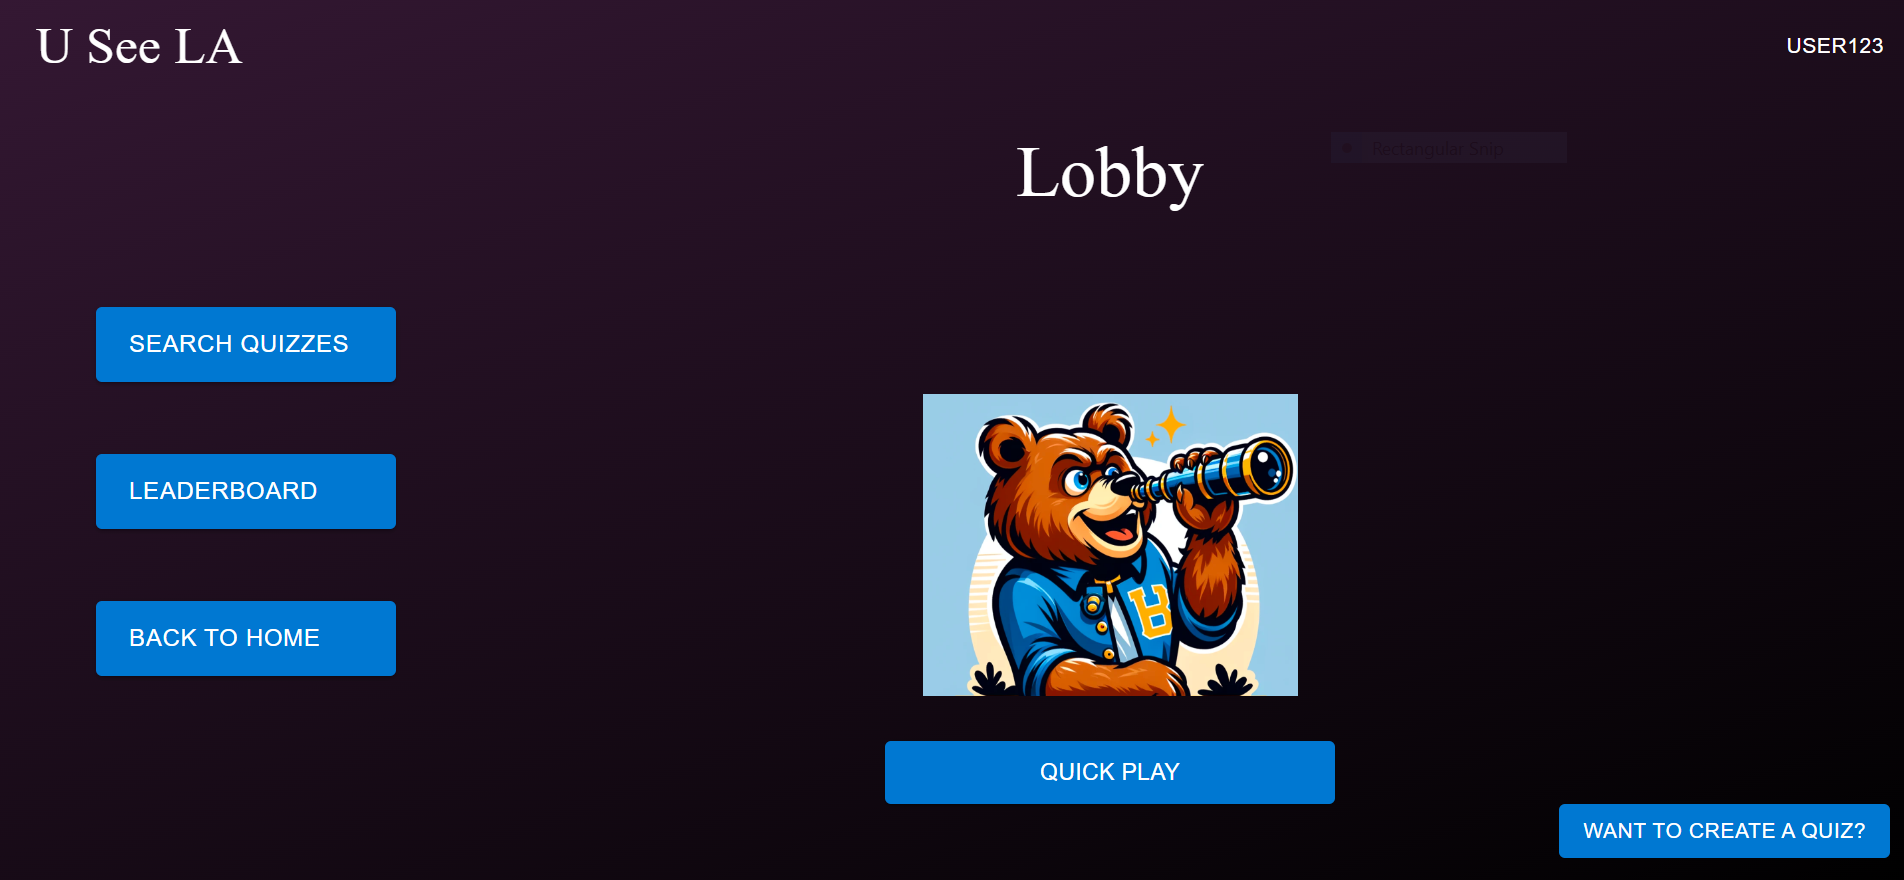 U See LA
USER123
Lobby
Rectangular Snip
SEARCH QUIZZES
LEADERBOARD
BACK TO HOME
QUICK PLAY
WANT TO CREATE A QUIZ?